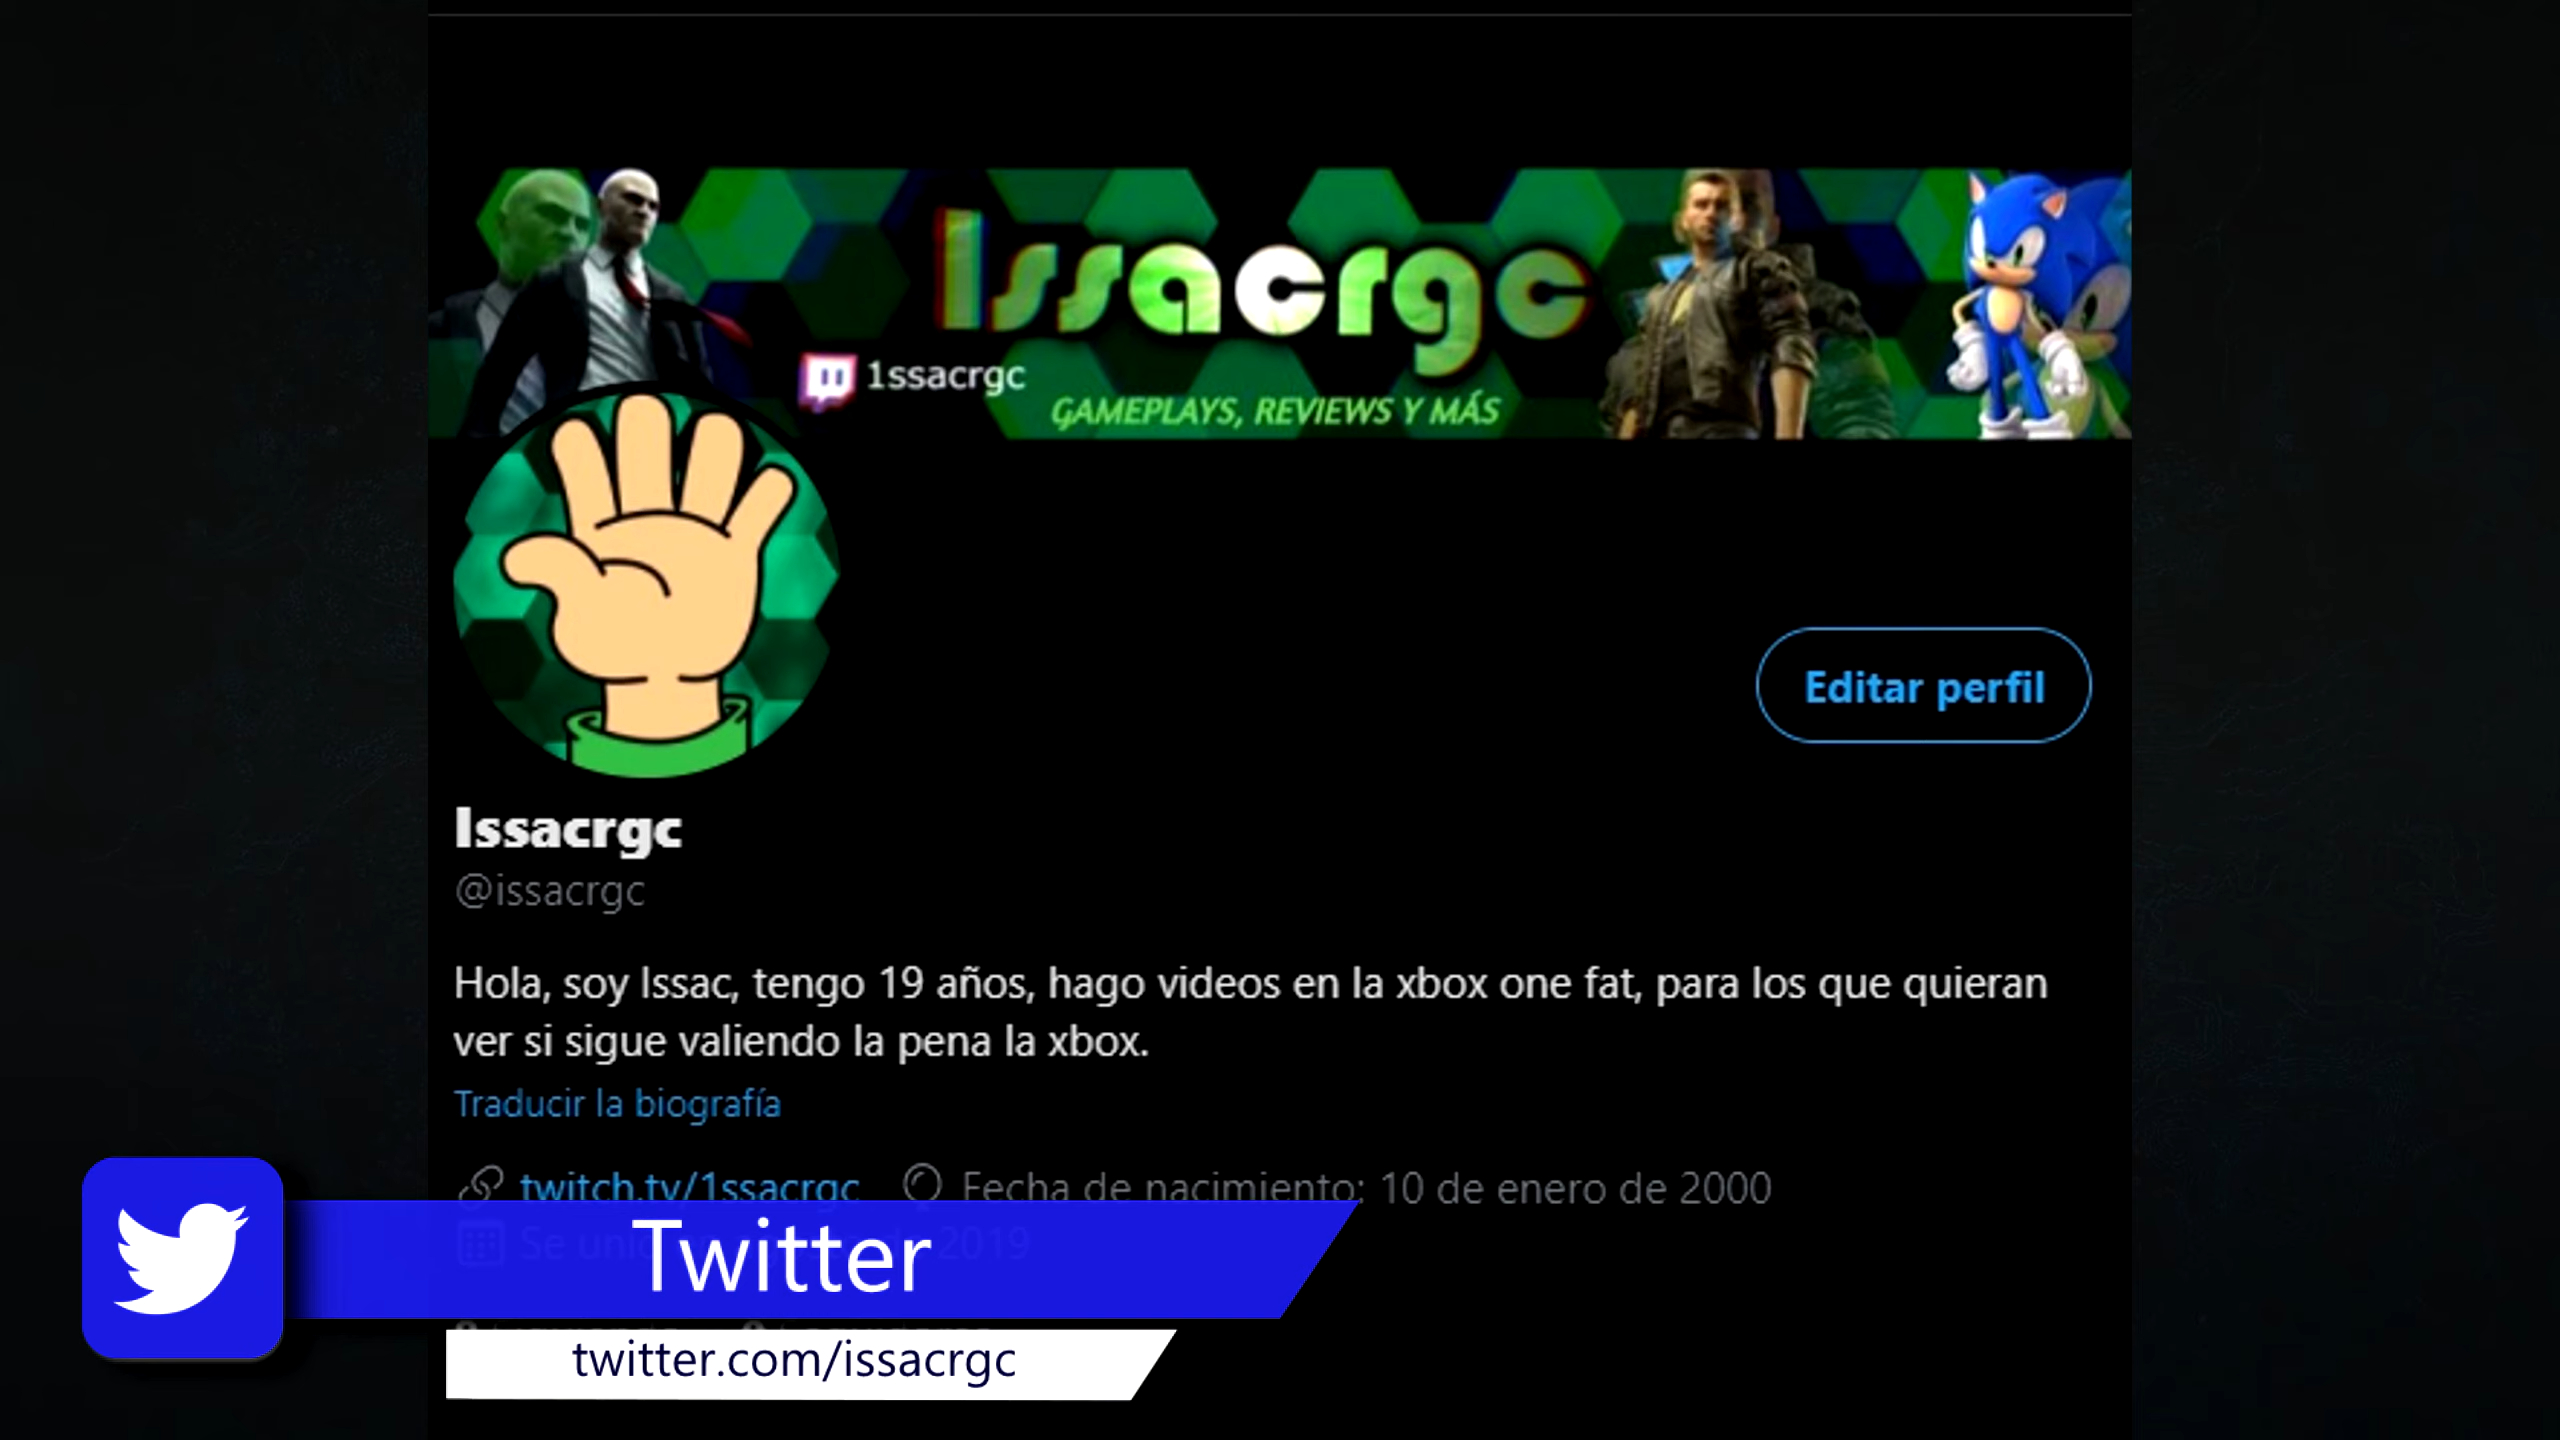 Issacrgc
1ssacrgc
GAMEPLAYS, REVIEWS Y MÁS
Editar perfil
Issacrgc
@issacrgc
Hola, soy Issac, tengo 19 años, hago videos en la xbox one fat, para los que quieran
ver si sigue valiendo la pena la xbox.
Traducir la biografía
twitch.tv/1ssacrgc Fecha de nacimiento: 10 de enero de 2000
Se 2019
Twitter
twitter.com/issacrgc